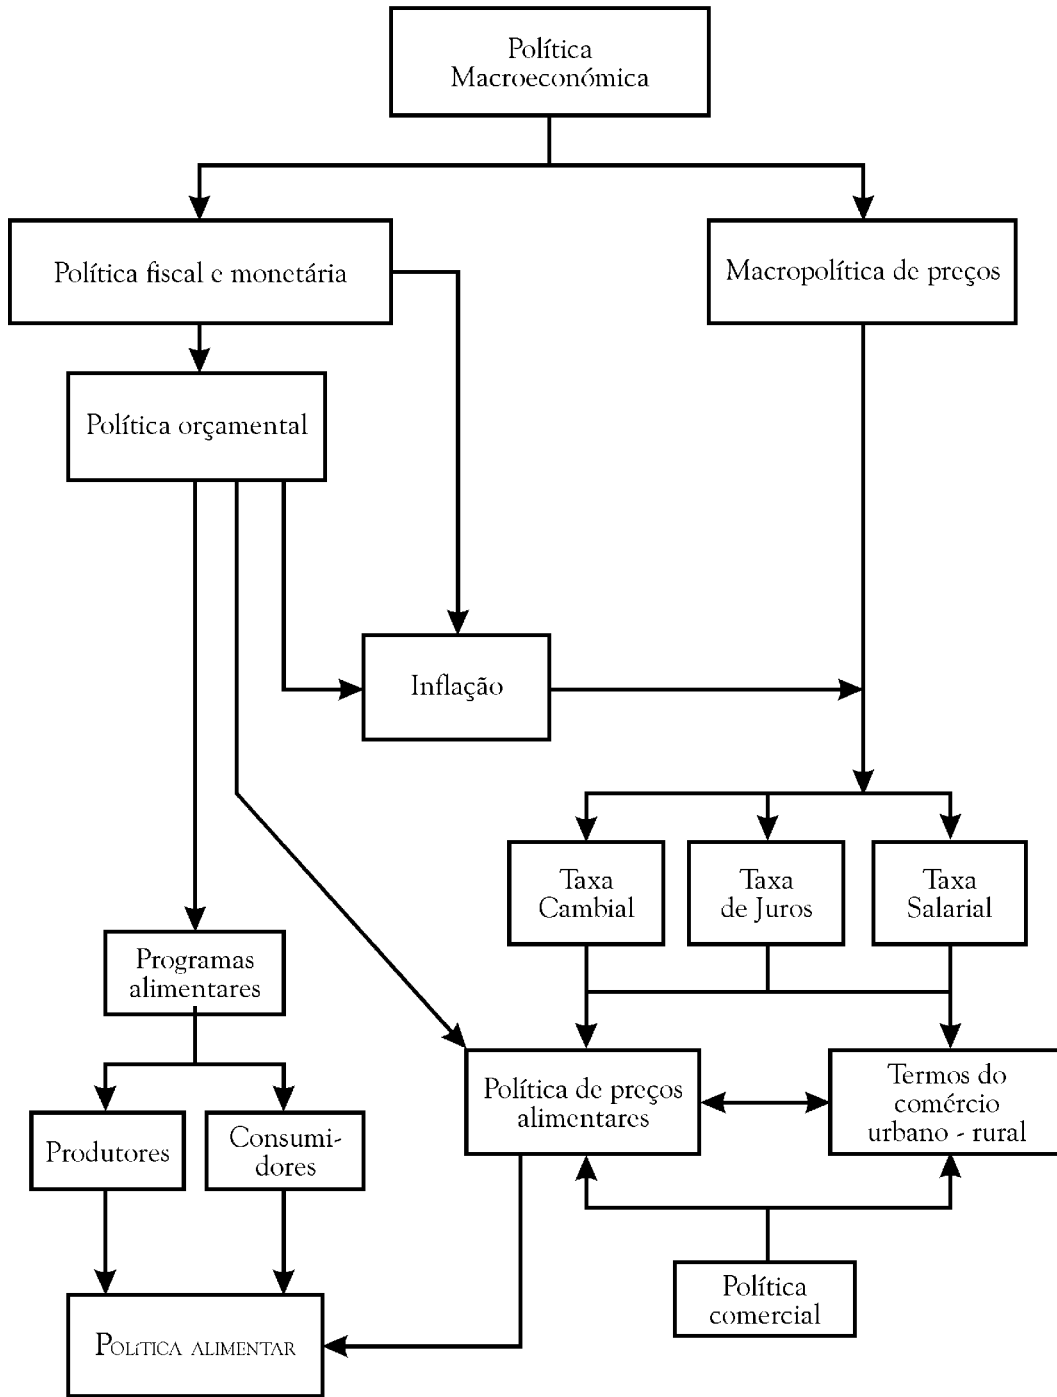 Política
Macroeconómica
Política fiscal e monetária
Macropolítica de preços
Política orçamental
Inflação
Taxa
Cambial
Taxa
de Juros
Taxa
Salarial
Programas
alimentares
Política de preços
alimentares
Termos do
comércio
urbano - rural
Produtores
Consumi-
dores
Política
comercial
POLÍTICA ALIMENTAR